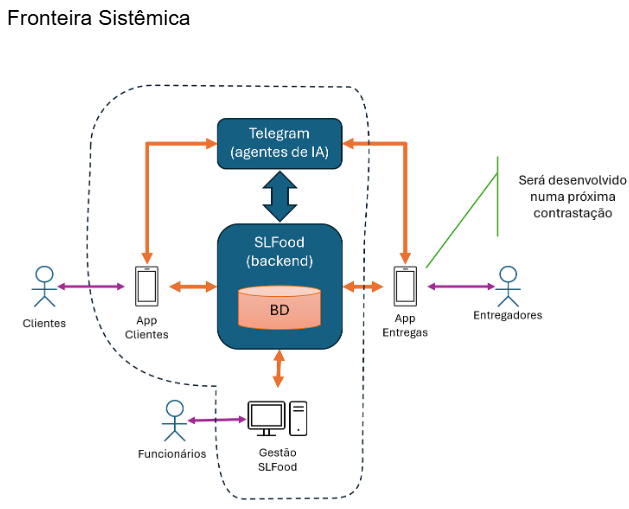 Fronteira Sistêmica
Telegram
(agentes de IA)
Será desenvolvido
numa próxima
contrastação
SLFood
(backend)
BD
Clientes
App
Clientes
App
Entregas
Entregadores
Funcionários
Gestão
SLFood